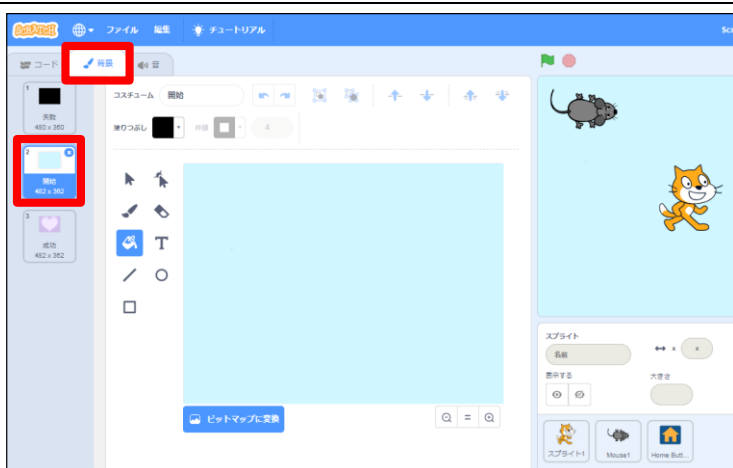 SCRATCH ファイル 編集 チュートリアル Scr
コード 背景 音
1
失敗
480 x 360
2
開始
482 x 362
3
成功
482 x 362
コスチューム 開始
塗りつぶし 枠線 4
T
ビットマップに変換
=
スプライト
名前
x x
表示する 大きさ
スプライト1 Mouse1 Home Butt...